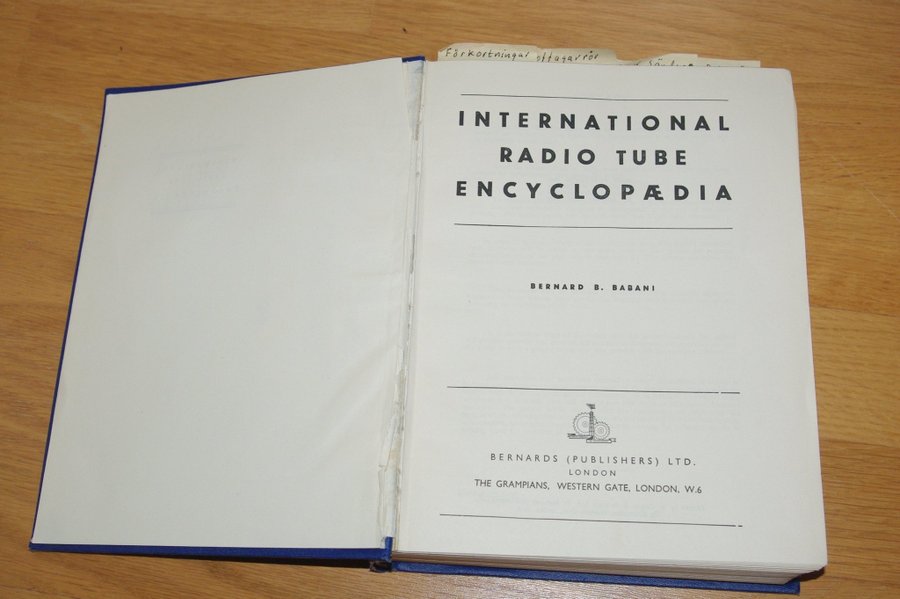 Förkortningar
INTERNATIONAL
RADIO TUBE
ENCYCLOPÆDIA
BERNARD B. BABANI
BERNARDS (PUBLISHERS) LTD.
LONDON
THE GRAMPIANS, WESTERN GATE, LONDON, W.6